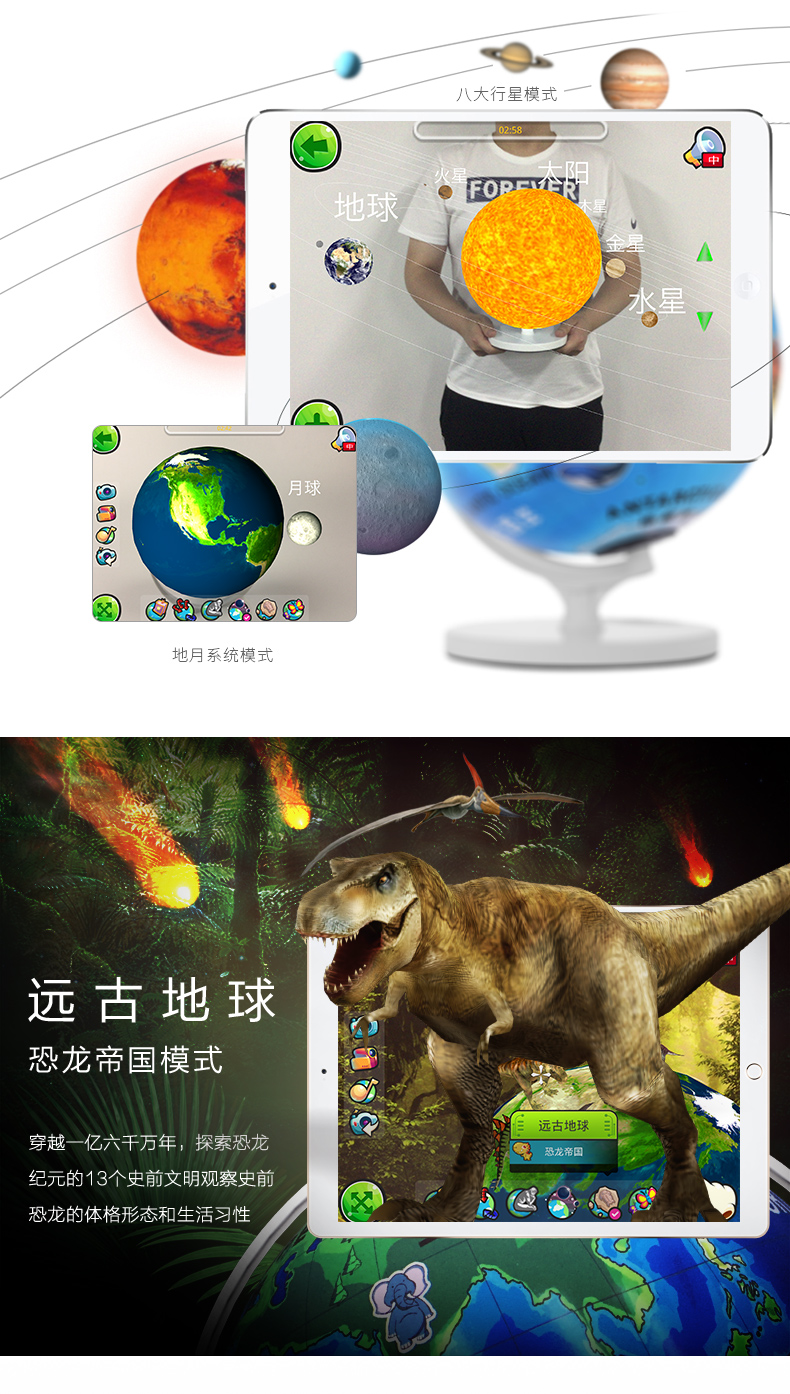 八大行星模式
02:58
中
火星
太阳
FOREVER
地球
木星
金星
水星
中
月球
地月系统模式
远古地球
恐龙帝国模式
远古地球
恐龙帝国
穿越一亿六千万年，探索恐龙
纪元的13个史前文明观察史前
恐龙的体格形态和生活习性